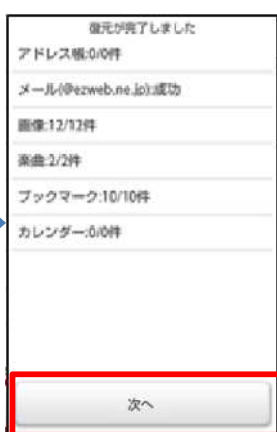 復元が完了しました
アドレス帳:0/0件
メール(@ezweb.ne.jp):成功
画像:12/12件
楽曲:2/2件
ブックマーク:10/10件
カレンダー:0/0件
次へ